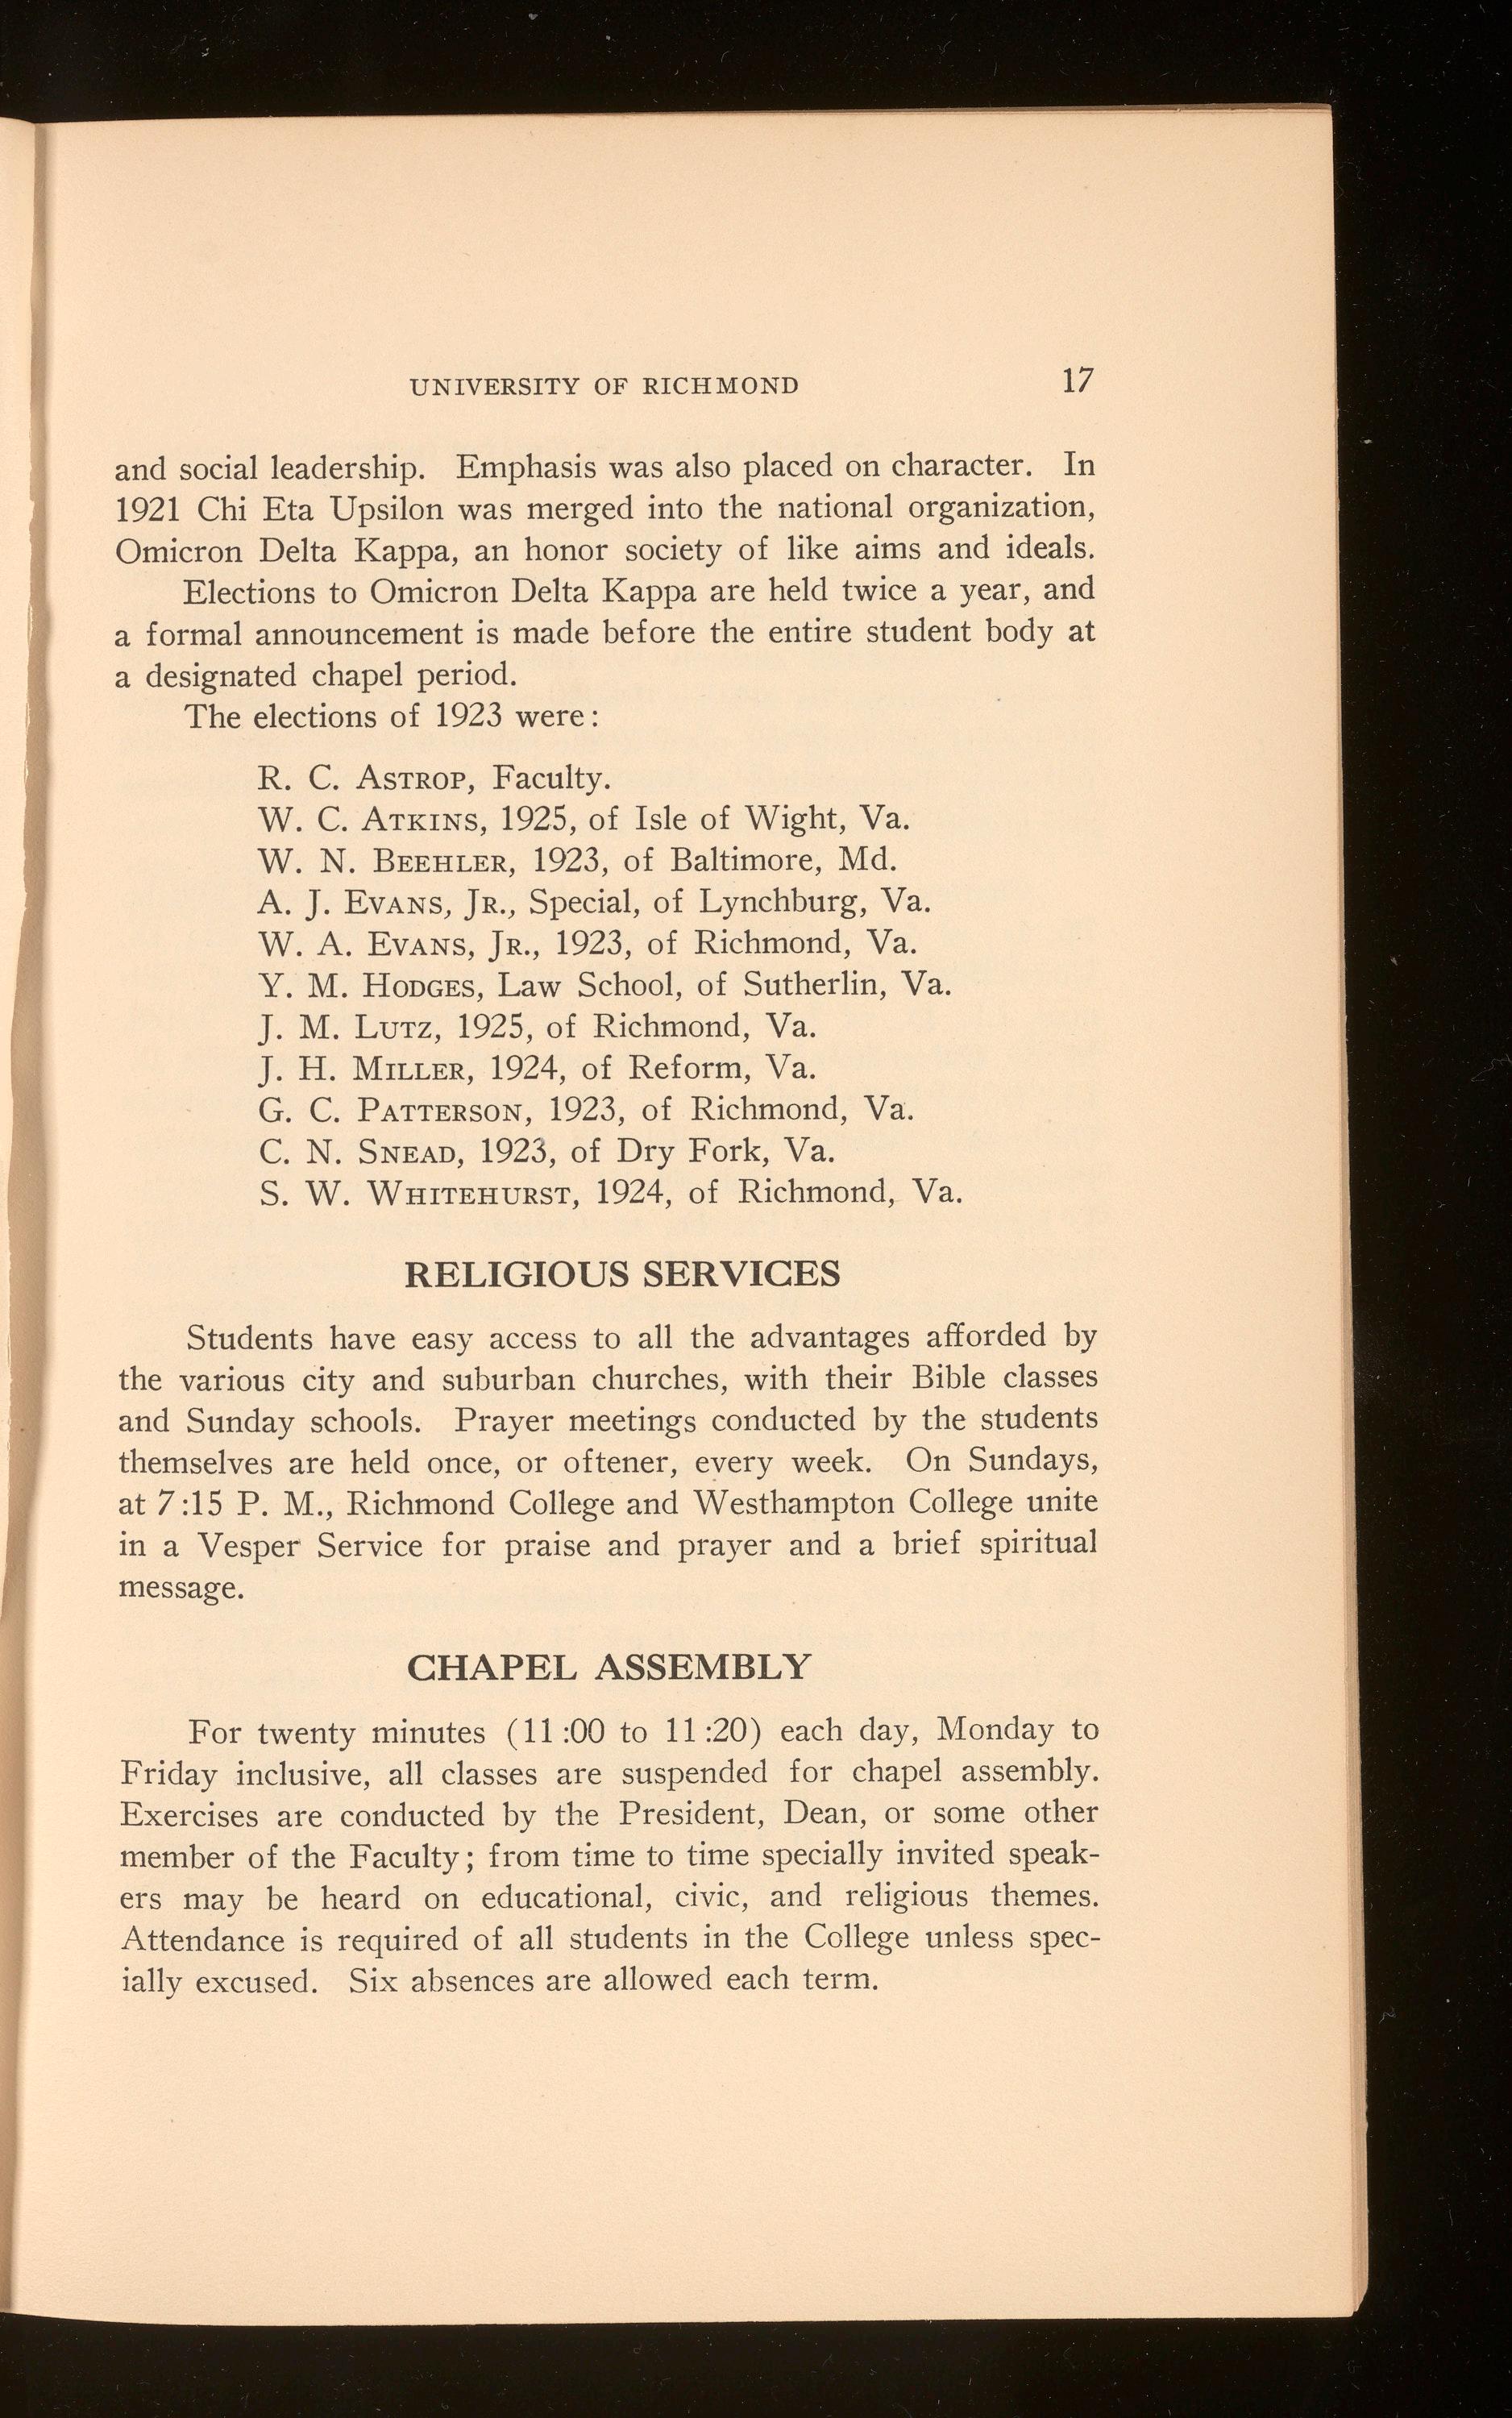 UNIVERSITY OF RICHMOND 17
and social leadership. Emphasis was also placed on character. In
1921 Chi Eta Upsilon was merged into the national organization,
Omicron Delta Kappa, an honor society of like aims and ideals.
Elections to Omicron Delta Kappa are held twice a year, and
a formal announcement is made before the entire student body at
a designated chapel period.
The elections of 1923 were:
R. C. ASTROP, Faculty.
W. C. ATKINS, 1925, of Isle of Wight, Va.
W. N. BEEHLER, 1923, of Baltimore, Md.
A. J. EVANS, JR., Special, of Lynchburg, Va.
W. A. EVANS, JR., 1923, of Richmond, Va.
Y. M. HODGES, Law School, of Sutherlin, Va.
J. M. LUTZ, 1925, of Richmond, Va.
J. H. MILLER, 1924, of Reform, Va.
G. C. PATTERSON, 1923, of Richmond, Va.
C. N. SNEAD, 1923, of Dry Fork, Va.
S. W. WHITEHURST, 1924, of Richmond, Va.
RELIGIOUS SERVICES
Students have easy access to all the advantages afforded by
the various city and suburban churches, with their Bible classes
and Sunday schools. Prayer meetings conducted by the students
themselves are held once, or oftener, every week. On Sundays,
at 7:15 P. M., Richmond College and Westhampton College unite
in a Vesper Service for praise and prayer and a brief spiritual
message.
CHAPEL ASSEMBLY
For twenty minutes (11:00 to 11:20) each day, Monday to
Friday inclusive, all classes are suspended for chapel assembly.
Exercises are conducted by the President, Dean, or some other
member of the Faculty; from time to time specially invited speak-
ers may be heard on educational, civic, and religious themes.
Attendance is required of all students in the College unless spec-
ially excused. Six absences are allowed each term.